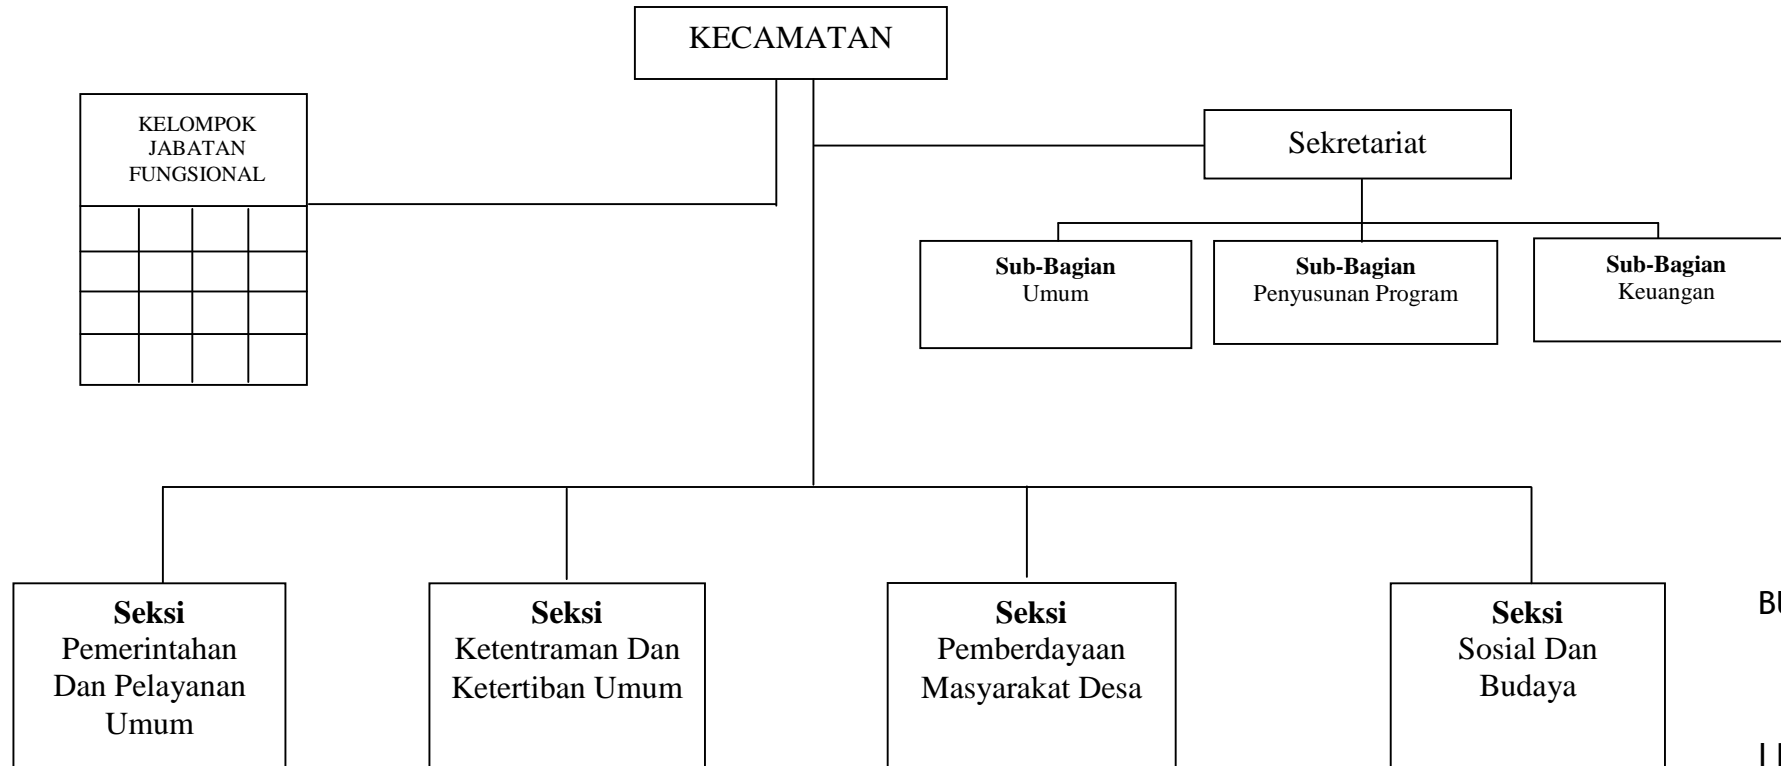 KECAMATAN
KELOMPOK
JABATAN
FUNGSIONAL
Sekretariat
Sub-Bagian
Umum
Sub-Bagian
Penyusunan Program
Sub-Bagian
Keuangan
Seksi
Pemerintahan
Dan Pelayanan
Umum
Seksi
Ketentraman Dan
Ketertiban Umum
Seksi
Pemberdayaan
Masyarakat Desa
Seksi
Sosial Dan
Budaya